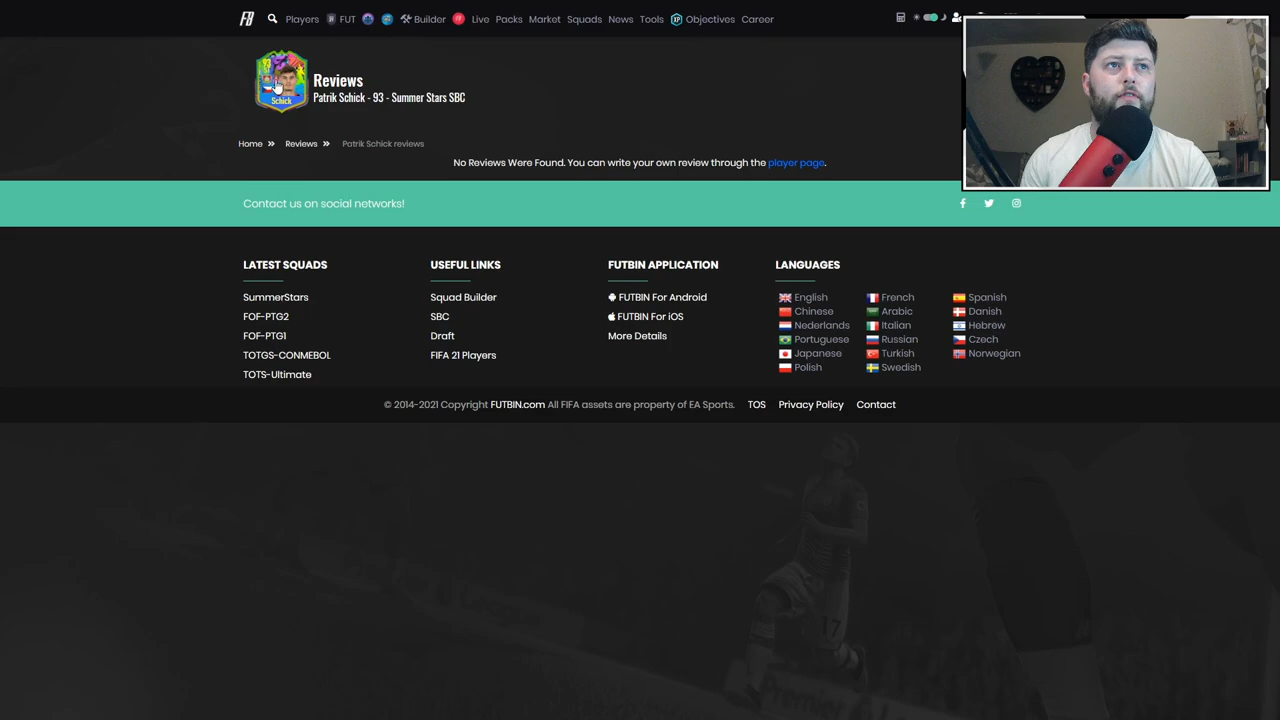 Players FUT Builder Live Packs Market Squads News Tools XP Objectives Career
Schick
Reviews
Patrik Schick - 93 - Summer Stars SBC
Home » Reviews » Patrik Schick reviews
No Reviews Were Found. You can write your own review through the player page.
Contact us on social networks!
LATEST SQUADS
SummerStars
FOF-PTG2
FOF-PTG1
TOTGS-CONMEBOL
TOTS-Ultimate
USEFUL LINKS
Squad Builder
SBC
Draft
FIFA 21 Players
FUTBIN APPLICATION
FUTBIN For Android
FUTBIN For iOS
More Details
LANGUAGES
English French Spanish
Chinese Arabic Danish
Nederlands Italian Hebrew
Portuguese Russian Czech
Japanese Turkish Norwegian
Polish Swedish
© 2014-2021 Copyright FUTBIN.com All FIFA assets are property of EA Sports. TOS Privacy Policy Contact
17